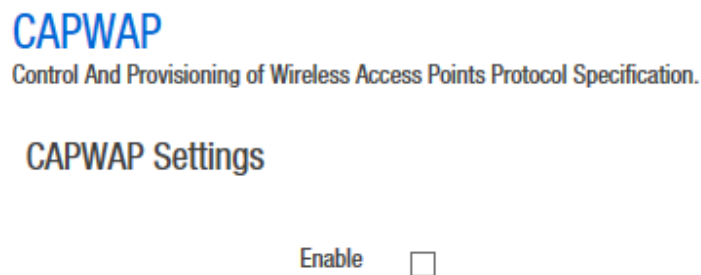 CAPWAP
Control And Provisioning of Wireless Access Points Protocol Specification.
CAPWAP Settings
Enable